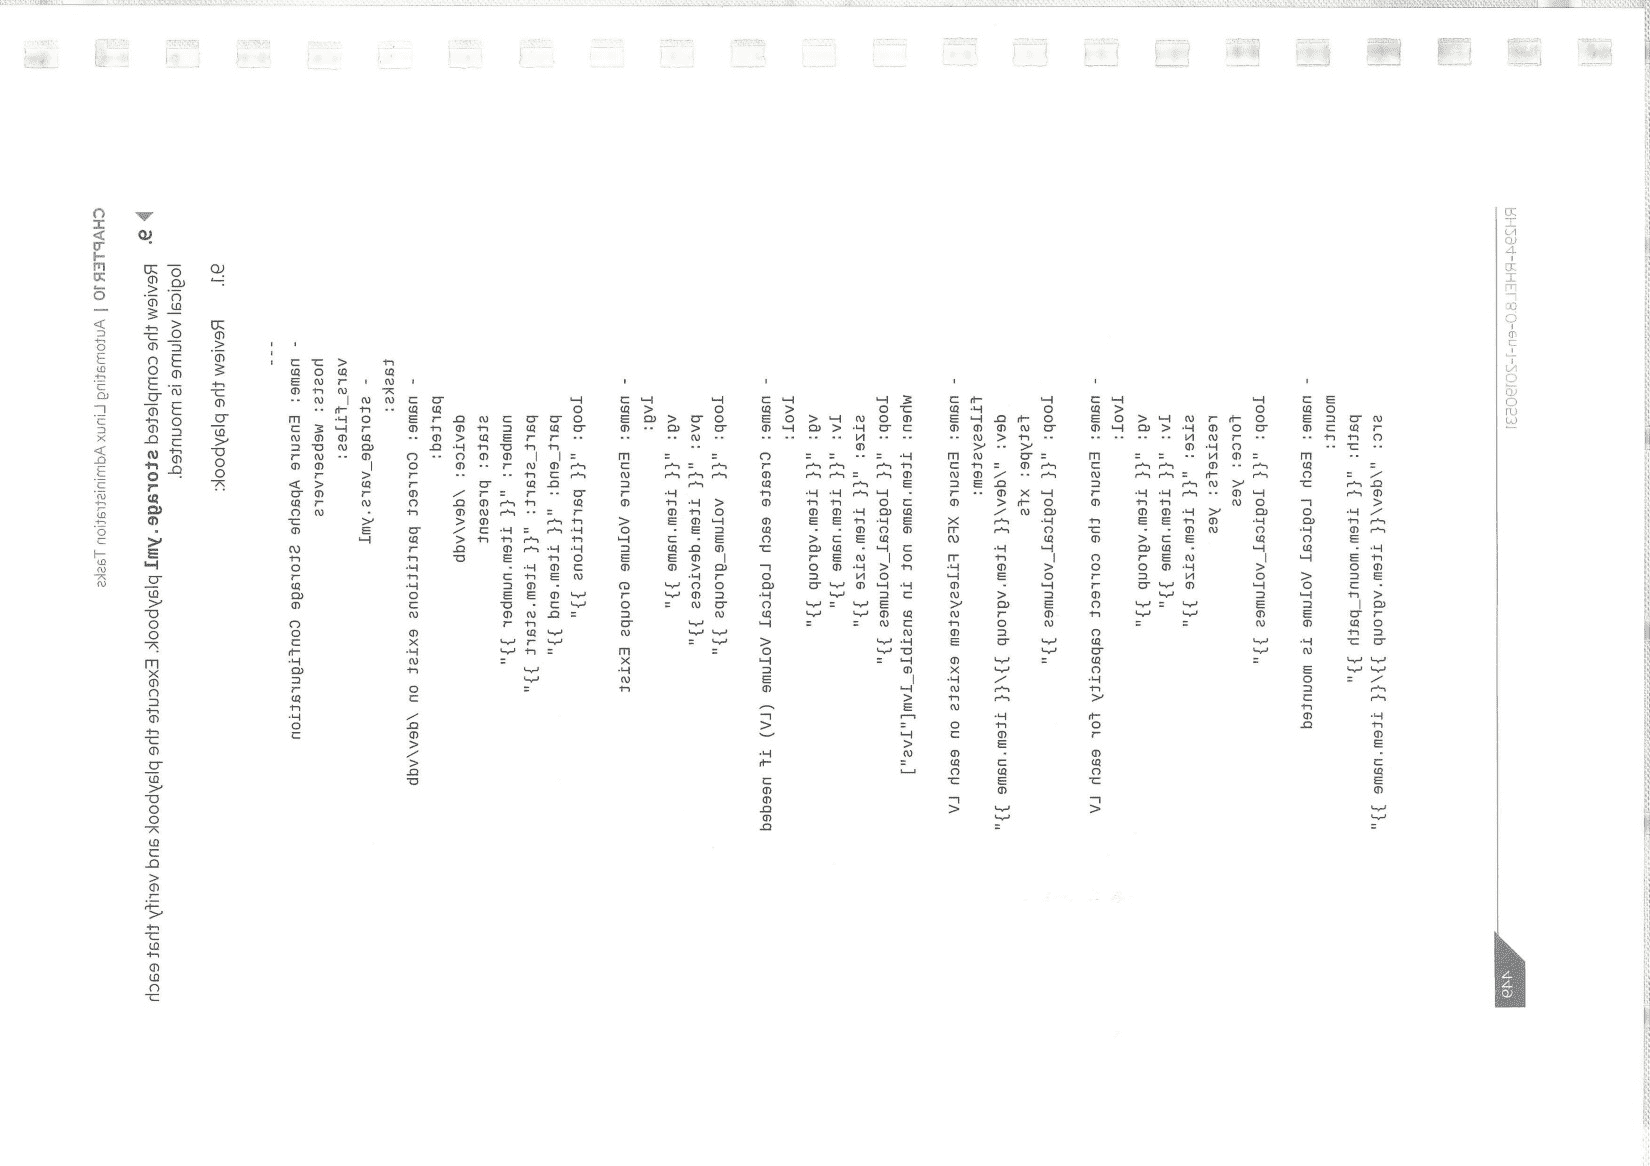 CHAPTER 10 | Automating Linux Administration Tasks
9. Review the completed storage.yml playbook. Execute the playbook and verify that each
logical volume is mounted.
9.1. Review the playbook:
---
- name: Ensure Apache Storage Configuration
hosts: webservers
vars_files:
- storage_vars.yml
tasks:
- name: Correct partitions exist on /dev/vdb
parted:
device: /dev/vdb
state: present
number: "{{ item.number }}"
part_start: "{{ item.start }}"
part_end: "{{ item.end }}"
loop: "{{ partitions }}"
- name: Ensure Volume Groups Exist
lvg:
vg: "{{ item.name }}"
pvs: "{{ item.devices }}"
loop: "{{ volume_groups }}"
- name: Create each Logical Volume (LV) if needed
lvol:
vg: "{{ item.vgroup }}"
lv: "{{ item.name }}"
size: "{{ item.size }}"
loop: "{{ logical_volumes }}"
when: item.name not in ansible_lvm["lvs"]
- name: Ensure XFS Filesystem exists on each LV
filesystem:
dev: "/dev/{{ item.vgroup }}/{{ item.name }}"
fstype: xfs
loop: "{{ logical_volumes }}"
- name: Ensure the correct capacity for each LV
lvol:
vg: "{{ item.vgroup }}"
lv: "{{ item.name }}"
size: "{{ item.size }}"
resizefs: yes
force: yes
loop: "{{ logical_volumes }}"
- name: Each Logical Volume is mounted
mount:
path: "{{ item.mount_path }}"
src: "/dev/{{ item.vgroup }}/{{ item.name }}"
RH294-RHEL8.0-en-1-20190531
449